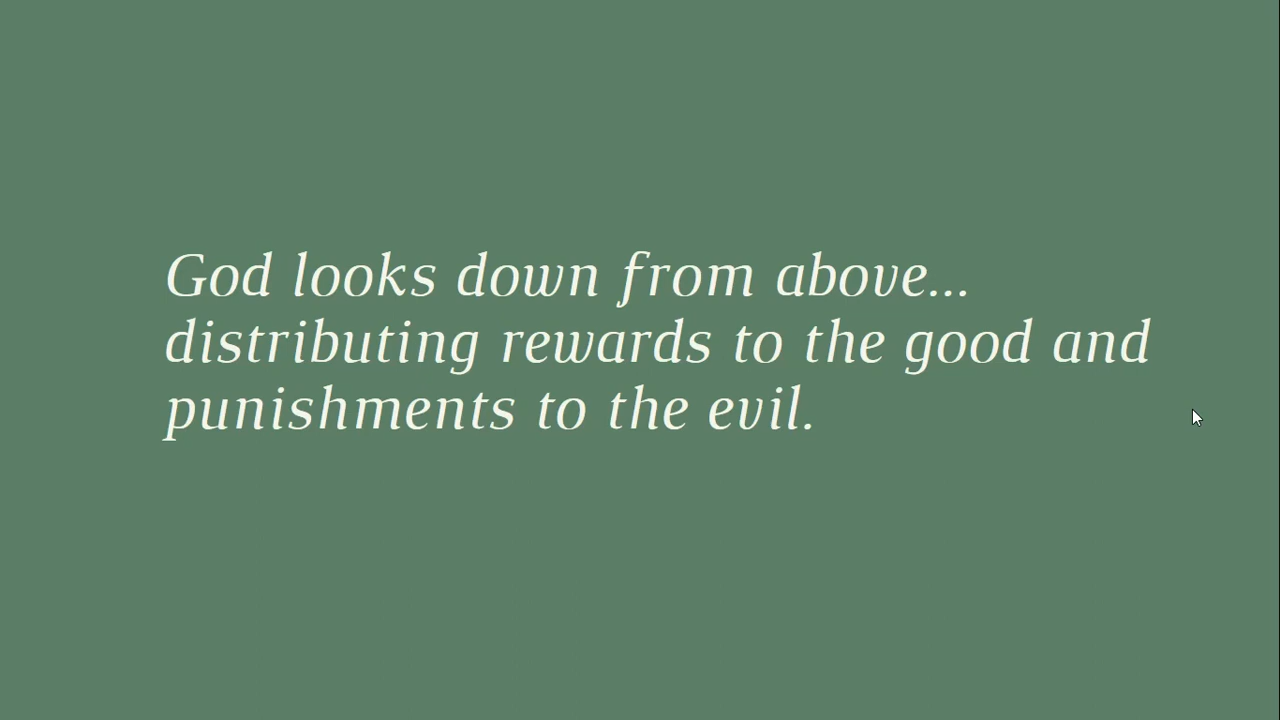 God looks down from above...
distributing rewards to the good and
punishments to the evil.